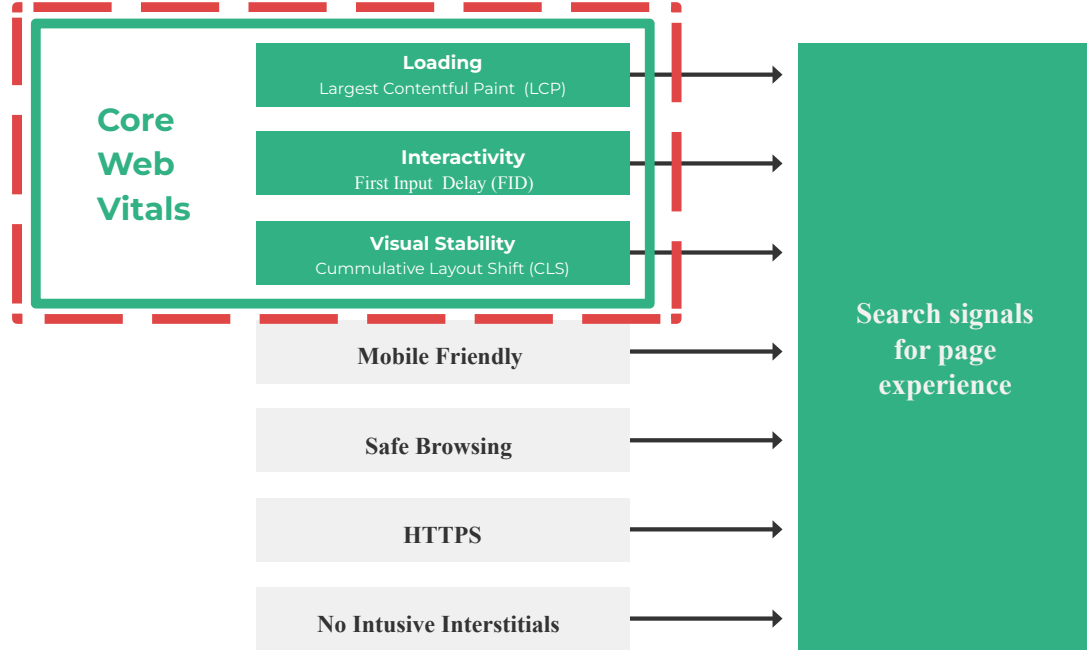 Core
Web
Vitals
Loading
Largest Contentful Paint (LCP)
Interactivity
First Input Delay (FID)
Visual Stability
Cummulative Layout Shift (CLS)
Mobile Friendly
Safe Browsing
HTTPS
No Intusive Interstitials
Search signals
for page
experience